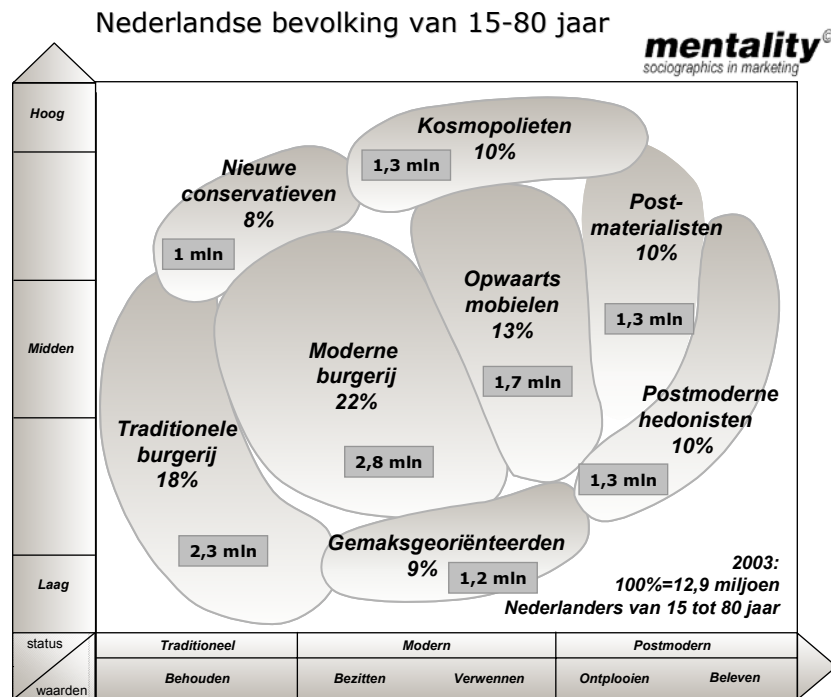 Nederlandse bevolking van 15-80 jaar
mentality©
sociographics in marketing
Hoog
Midden
Laag
Kosmopolieten
10%
1,3 mln
Nieuwe
conservatieven
8%
1 mln
Post-
materialisten
10%
1,3 mln
Opwaarts
mobielen
13%
1,7 mln
Moderne
burgerij
22%
2,8 mln
Postmoderne
hedonisten
10%
1,3 mln
Traditionele
burgerij
18%
2,3 mln
Gemaksgeoriënteerden
9%
1,2 mln
2003:
100%=12,9 miljoen
Nederlanders van 15 tot 80 jaar
status
waarden
Traditioneel
Modern
Postmodern
Behouden
Bezitten
Verwennen
Ontplooien
Beleven